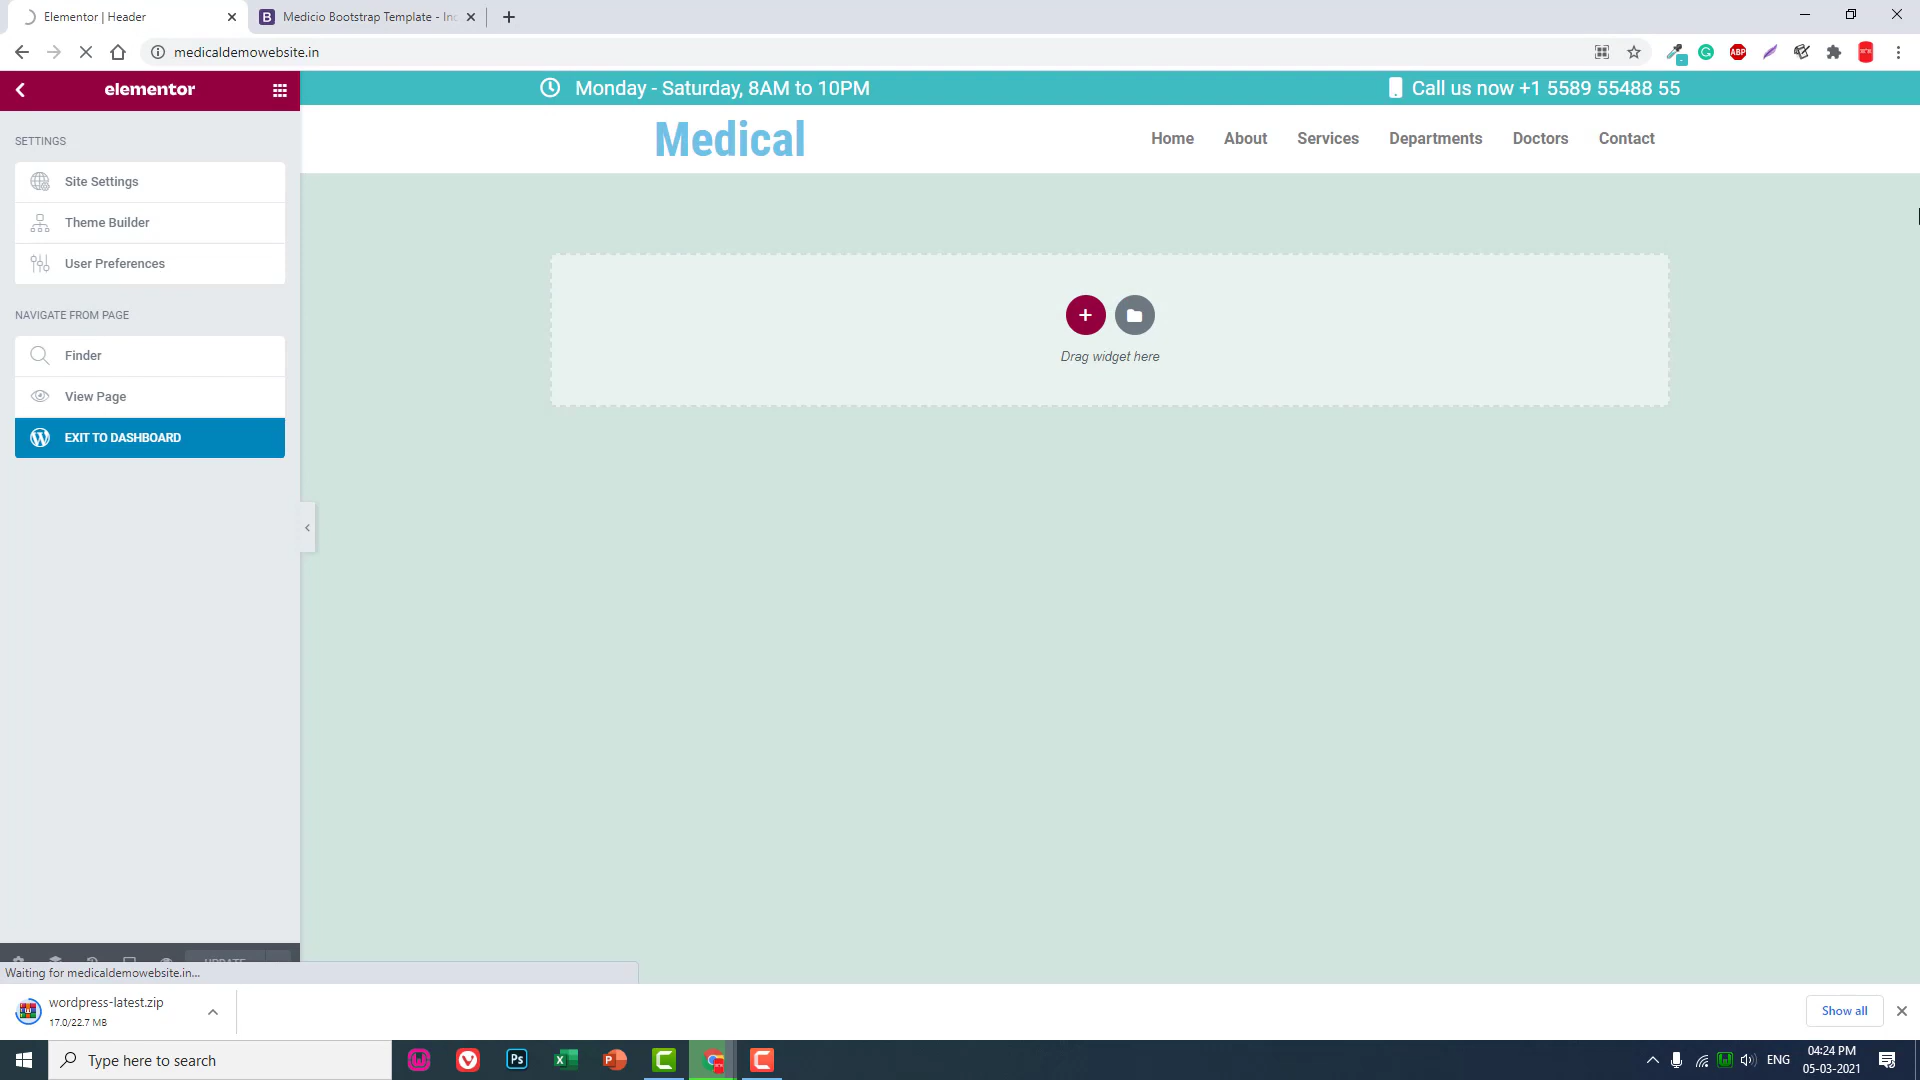 Elementor | Header
Medicio Bootstrap Template - Inc
medicaldemowebsite.in
ABP
elementor
Monday - Saturday, 8AM to 10PM
Call us now +1 5589 55488 55
Medical
Home
About
Services
Departments
Doctors
Contact
SETTINGS
Site Settings
Theme Builder
User Preferences
NAVIGATE FROM PAGE
Finder
View Page
EXIT TO DASHBOARD
Drag widget here
UPDATE
Waiting for medicaldemowebsite.in...
wordpress-latest.zip
17.0/22.7 MB
Show all
Type here to search
Ps
ENG
04:24 PM
05-03-2021